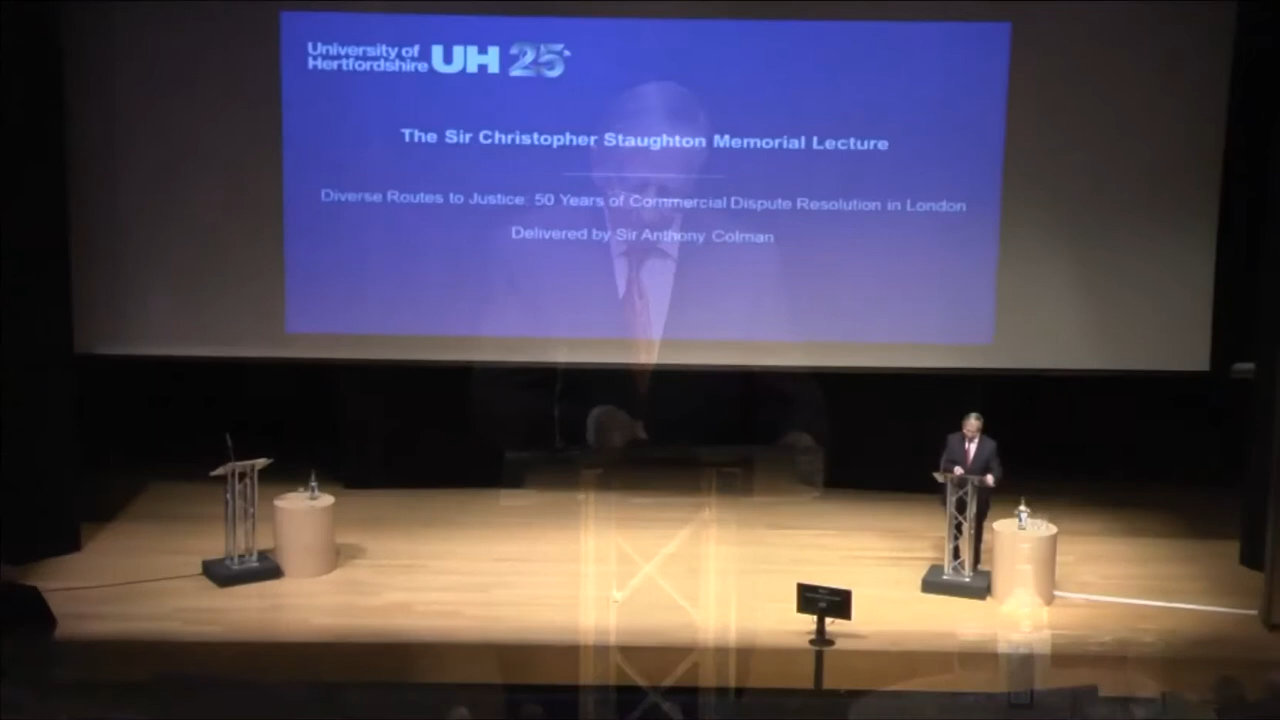 University of
Hertfordshire UH 25
The Sir Christopher Staughton Memorial Lecture
Diverse Routes to Justice: 50 Years of Commercial Dispute Resolution in London
Delivered by Sir Anthony Colman